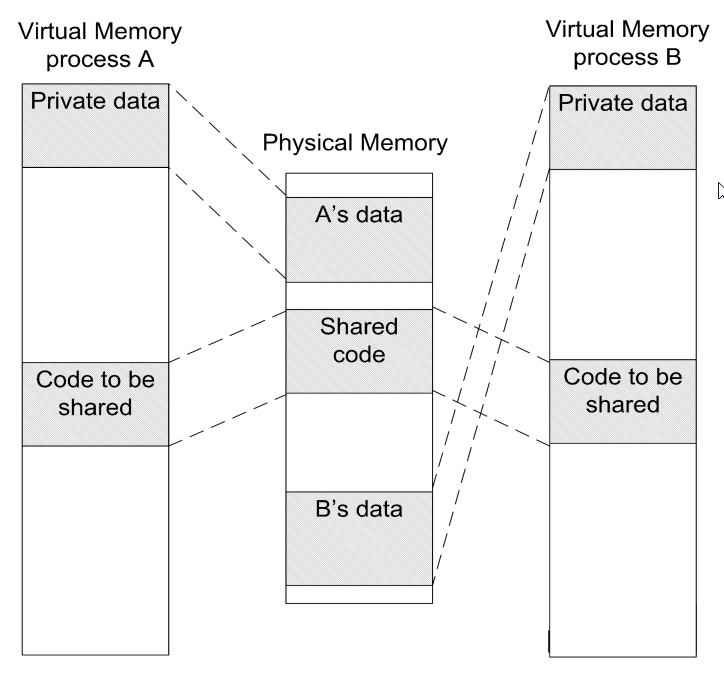 Virtual Memory
process A
Private data
Code to be
shared
Physical Memory
A's data
Shared
code
B's data
Virtual Memory
process B
Private data
Code to be
shared